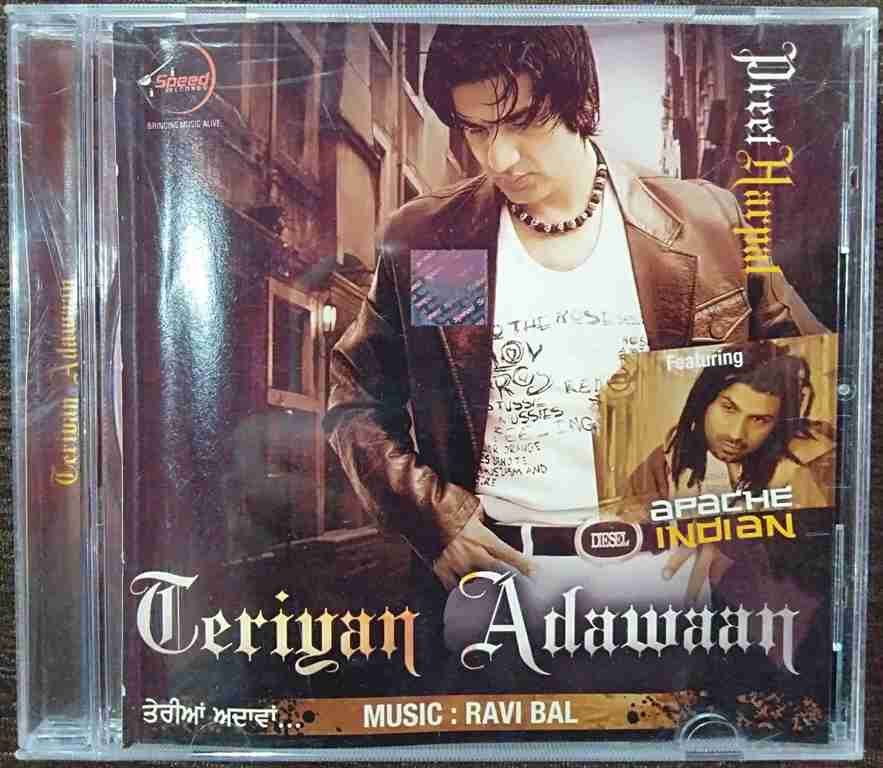 Speed
RECORDS
BRINGING MUSIC ALIVE
Preet Harpal
Teriyan Adawaan
Featuring
APACHE
INDIAN
DIESEL
Teriyan Adawaan
ਤੇਰੀਆਂ ਅਦਾਵਾਂ...
MUSIC : RAVI BAL